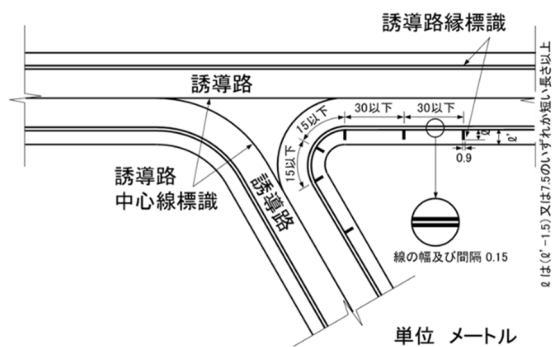 誘導路縁標識
誘導路
30以下
30以下
15以下
15以下
ℓ
ℓ'
0.9
誘導路
中心線標識
誘導路
線の幅及び間隔 0.15
ℓは(ℓ'-1.5)又は7.5のいずれか短い長さ以上
単位 メートル